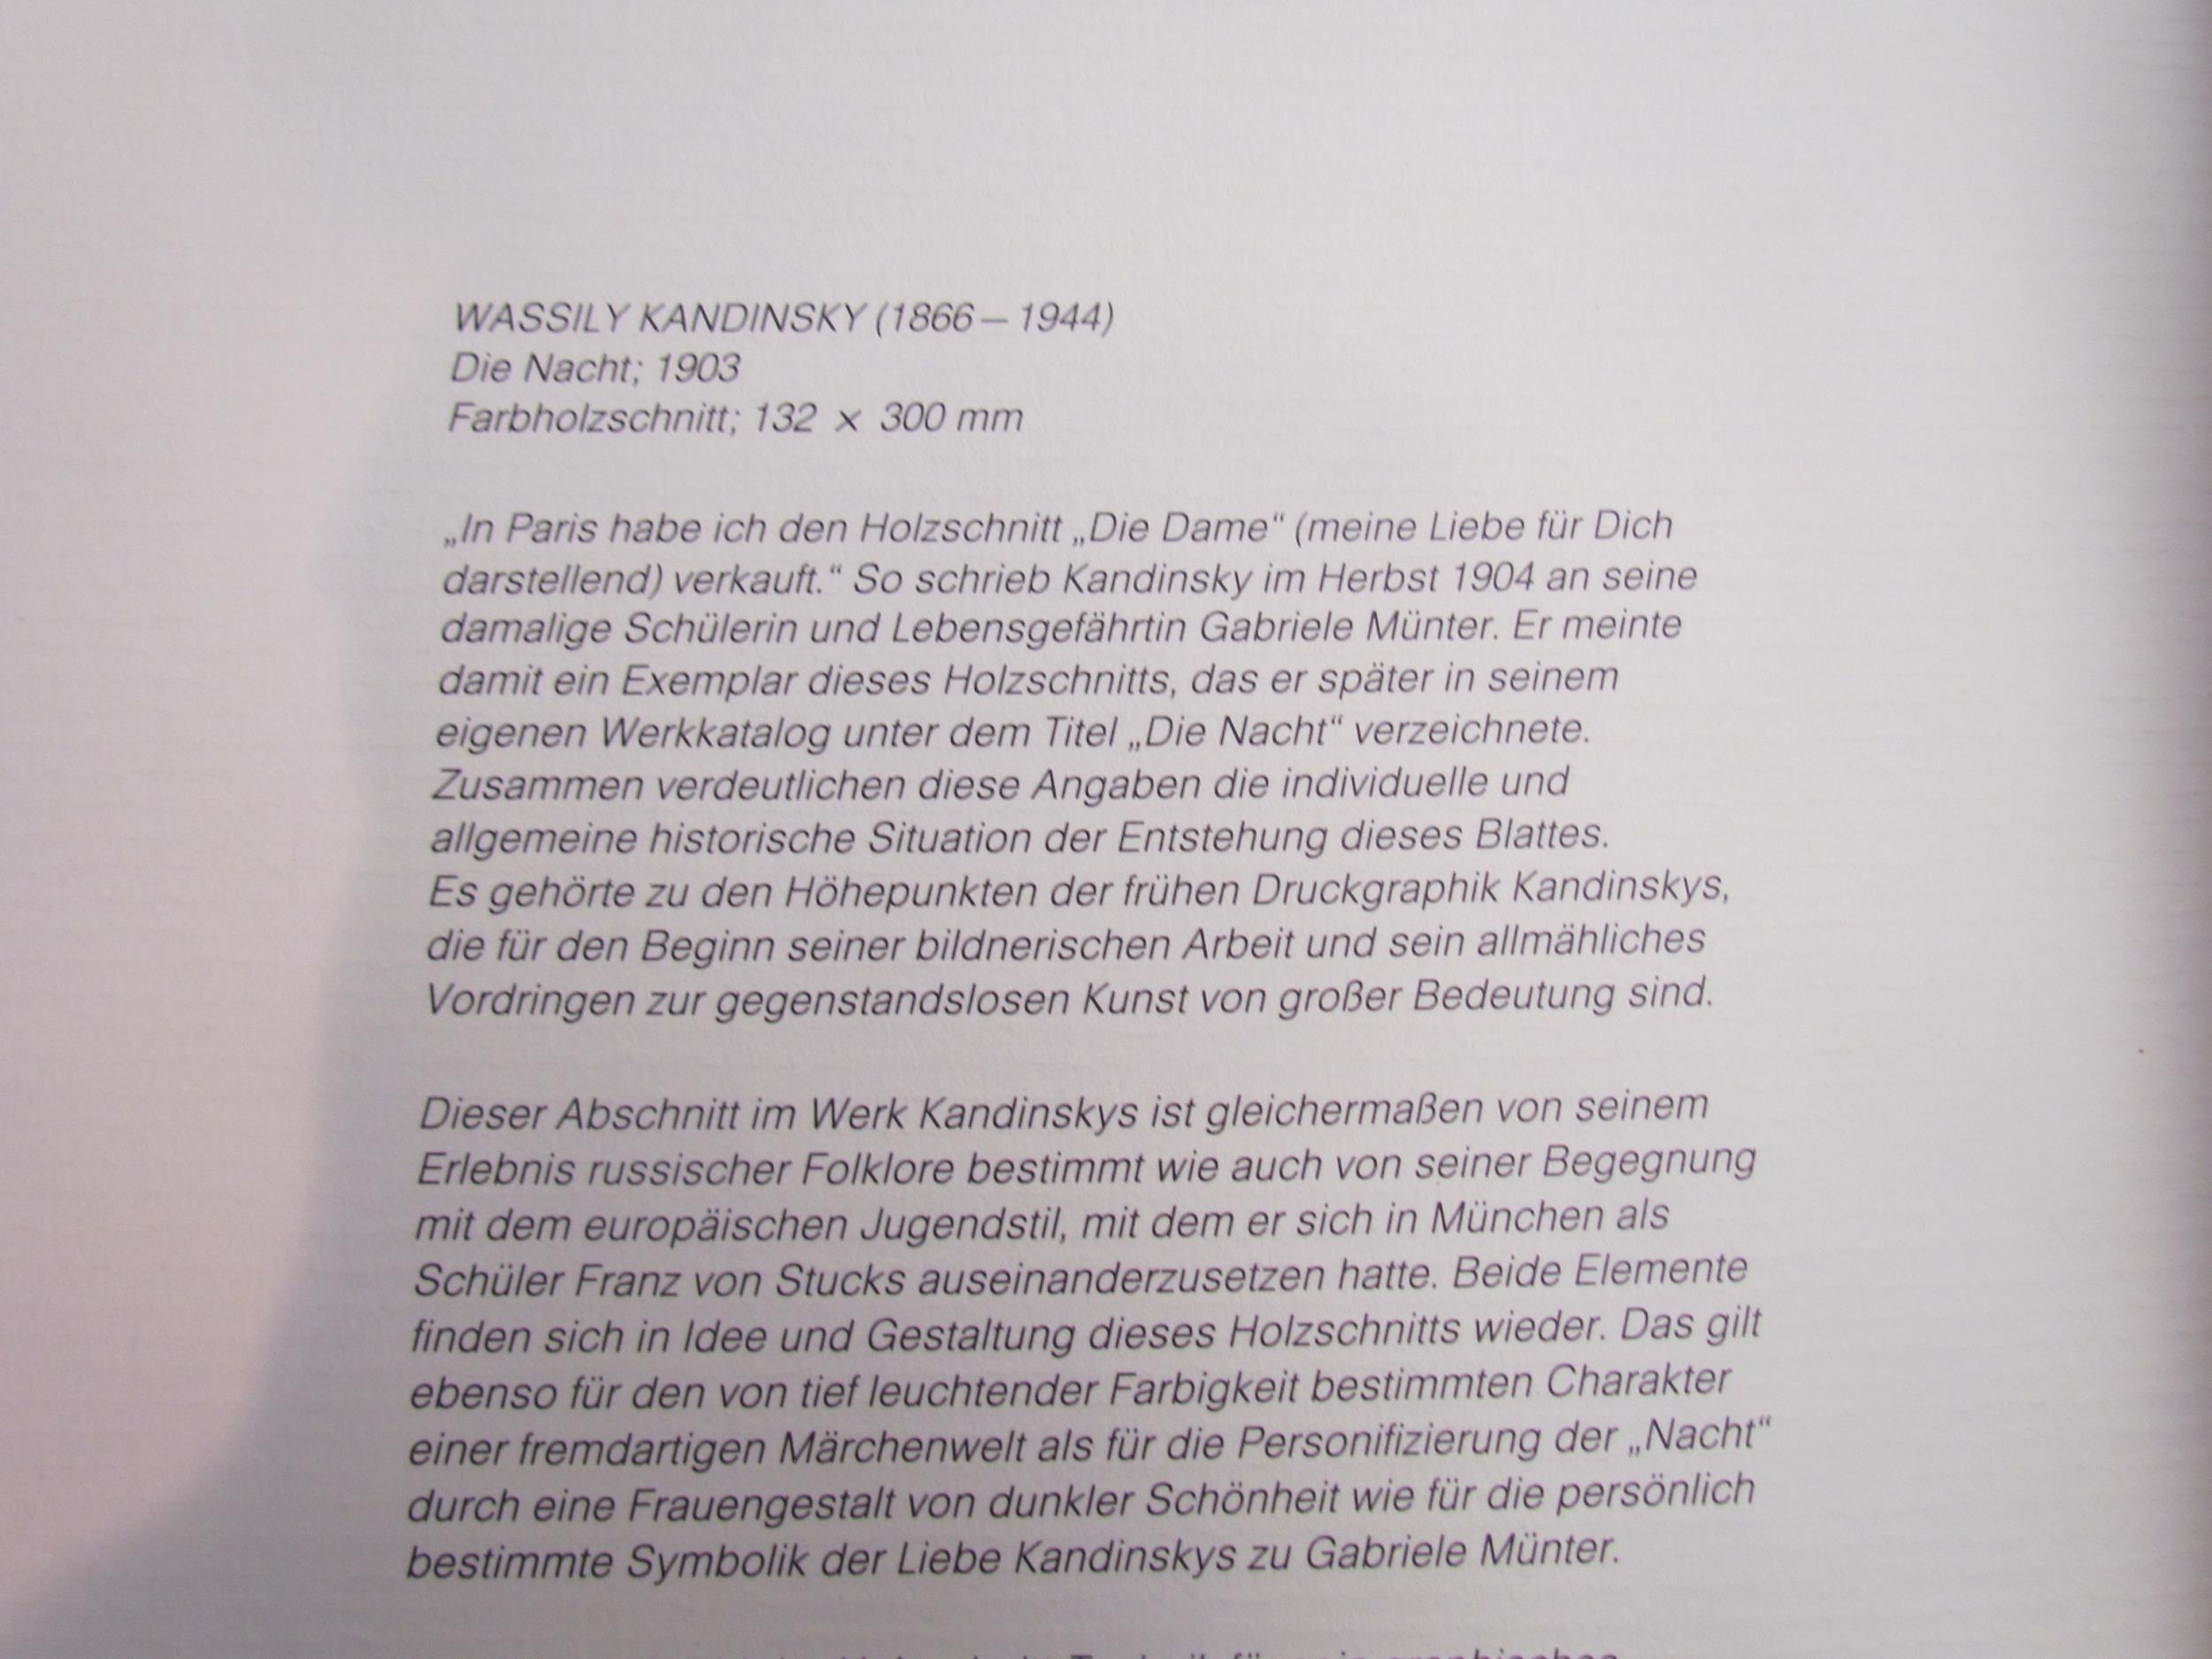 WASSILY KANDINSKY (1866 – 1944)
Die Nacht; 1903
Farbholzschnitt; 132 × 300 mm
„In Paris habe ich den Holzschnitt „Die Dame“ (meine Liebe für Dich
darstellend) verkauft.“ So schrieb Kandinsky im Herbst 1904 an seine
damalige Schülerin und Lebensgefährtin Gabriele Münter. Er meinte
damit ein Exemplar dieses Holzschnitts, das er später in seinem
eigenen Werkkatalog unter dem Titel „Die Nacht“ verzeichnete.
Zusammen verdeutlichen diese Angaben die individuelle und
allgemeine historische Situation der Entstehung dieses Blattes.
Es gehörte zu den Höhepunkten der frühen Druckgraphik Kandinskys,
die für den Beginn seiner bildnerischen Arbeit und sein allmähliches
Vordringen zur gegenstandslosen Kunst von großer Bedeutung sind.
Dieser Abschnitt im Werk Kandinskys ist gleichermaßen von seinem
Erlebnis russischer Folklore bestimmt wie auch von seiner Begegnung
mit dem europäischen Jugendstil, mit dem er sich in München als
Schüler Franz von Stucks auseinanderzusetzen hatte. Beide Elemente
finden sich in Idee und Gestaltung dieses Holzschnitts wieder. Das gilt
ebenso für den von tief leuchtender Farbigkeit bestimmten Charakter
einer fremdartigen Märchenwelt als für die Personifizierung der „Nacht“
durch eine Frauengestalt von dunkler Schönheit wie für die persönlich
bestimmte Symbolik der Liebe Kandinskys zu Gabriele Münter.